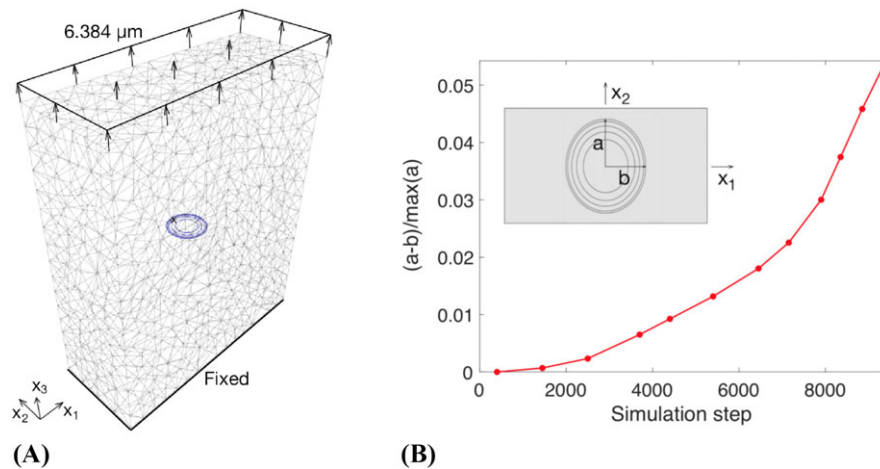 6.384 µm
Fixed
x3
x2
x1
(A)
(a-b)/max(a)
0.05
0.04
0.03
0.02
0.01
0
x2
a
b
x1
0 2000 4000 6000 8000
Simulation step
(B)